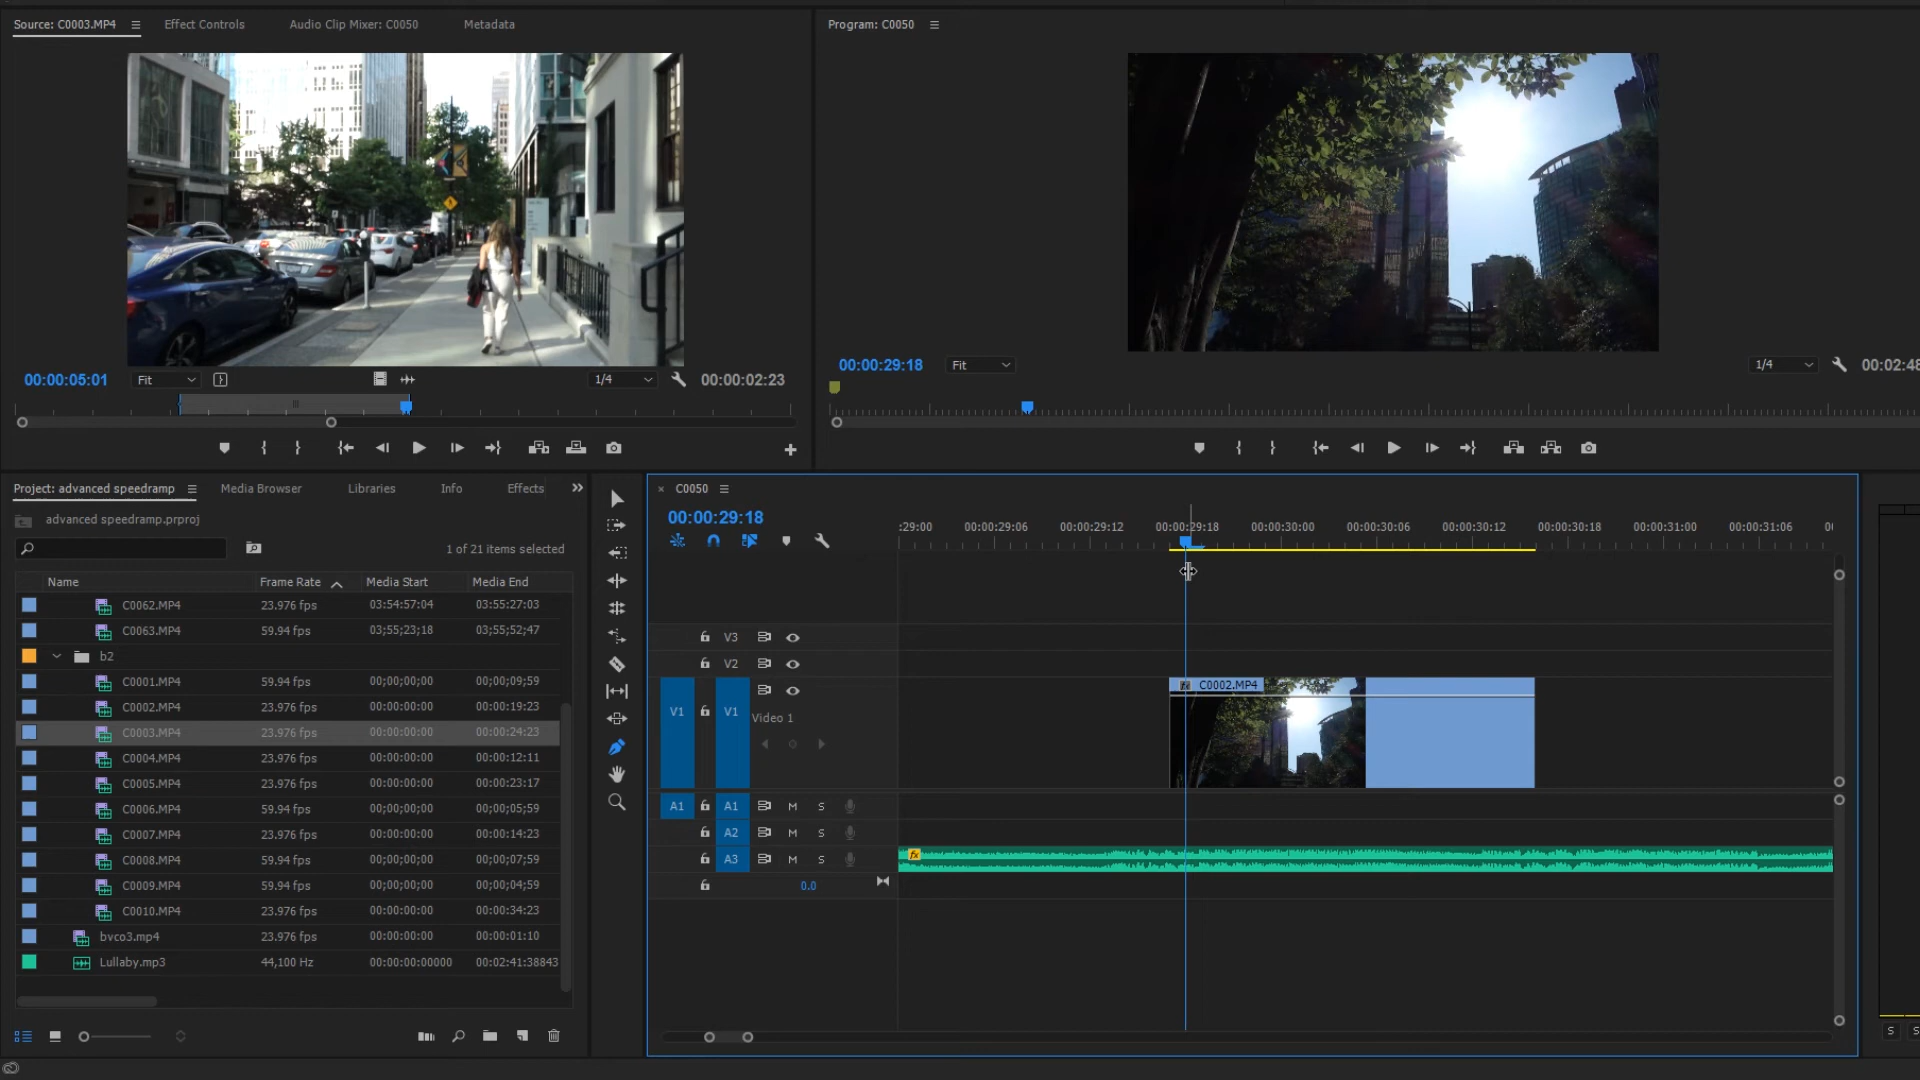 Source: C0003.MP4 Effect Controls Audio Clip Mixer: C0050 Metadata
Program: C0050
00:00:05:01 Fit 1/4 00:00:02:23
00:00:29:18 Fit 1/4 00:02:48
Project: advanced speedramp Media Browser Libraries Info Effects
advanced speedramp.prproj
1 of 21 items selected
Name Frame Rate Media Start Media End
C0062.MP4 23.976 fps 03:54:57:04 03:55:27:03
C0063.MP4 59.94 fps 03;55;23;18 03;55;52;47
b2
C0001.MP4 59.94 fps 00;00;00;00 00;00;09;59
C0002.MP4 23.976 fps 00:00:00:00 00:00:19:23
C0003.MP4 23.976 fps 00:00:00:00 00:00:24:23
C0004.MP4 23.976 fps 00:00:00:00 00:00:12:11
C0005.MP4 23.976 fps 00:00:00:00 00:00:23:17
C0006.MP4 59.94 fps 00;00;00;00 00;00;05;59
C0007.MP4 23.976 fps 00:00:00:00 00:00:14:23
C0008.MP4 59.94 fps 00;00;00;00 00;00;07;59
C0009.MP4 59.94 fps 00;00;00;00 00;00;04;59
C0010.MP4 23.976 fps 00:00:00:00 00:00:34:23
bvco3.mp4 23.976 fps 00:00:00:00 00:00:01:10
Lullaby.mp3 44,100 Hz 00:00:00:00000 00:02:41:38843
C0050
00:00:29:18
:29:00 00:00:29:06 00:00:29:12 00:00:29:18 00:00:30:00 00:00:30:06 00:00:30:12 00:00:30:18 00:00:31:00 00:00:31:06
V3
V2
C0002.MP4
V1 V1
Video 1
A1 A1 M S
A2 M S
A3 M S
fx
0.0
S S